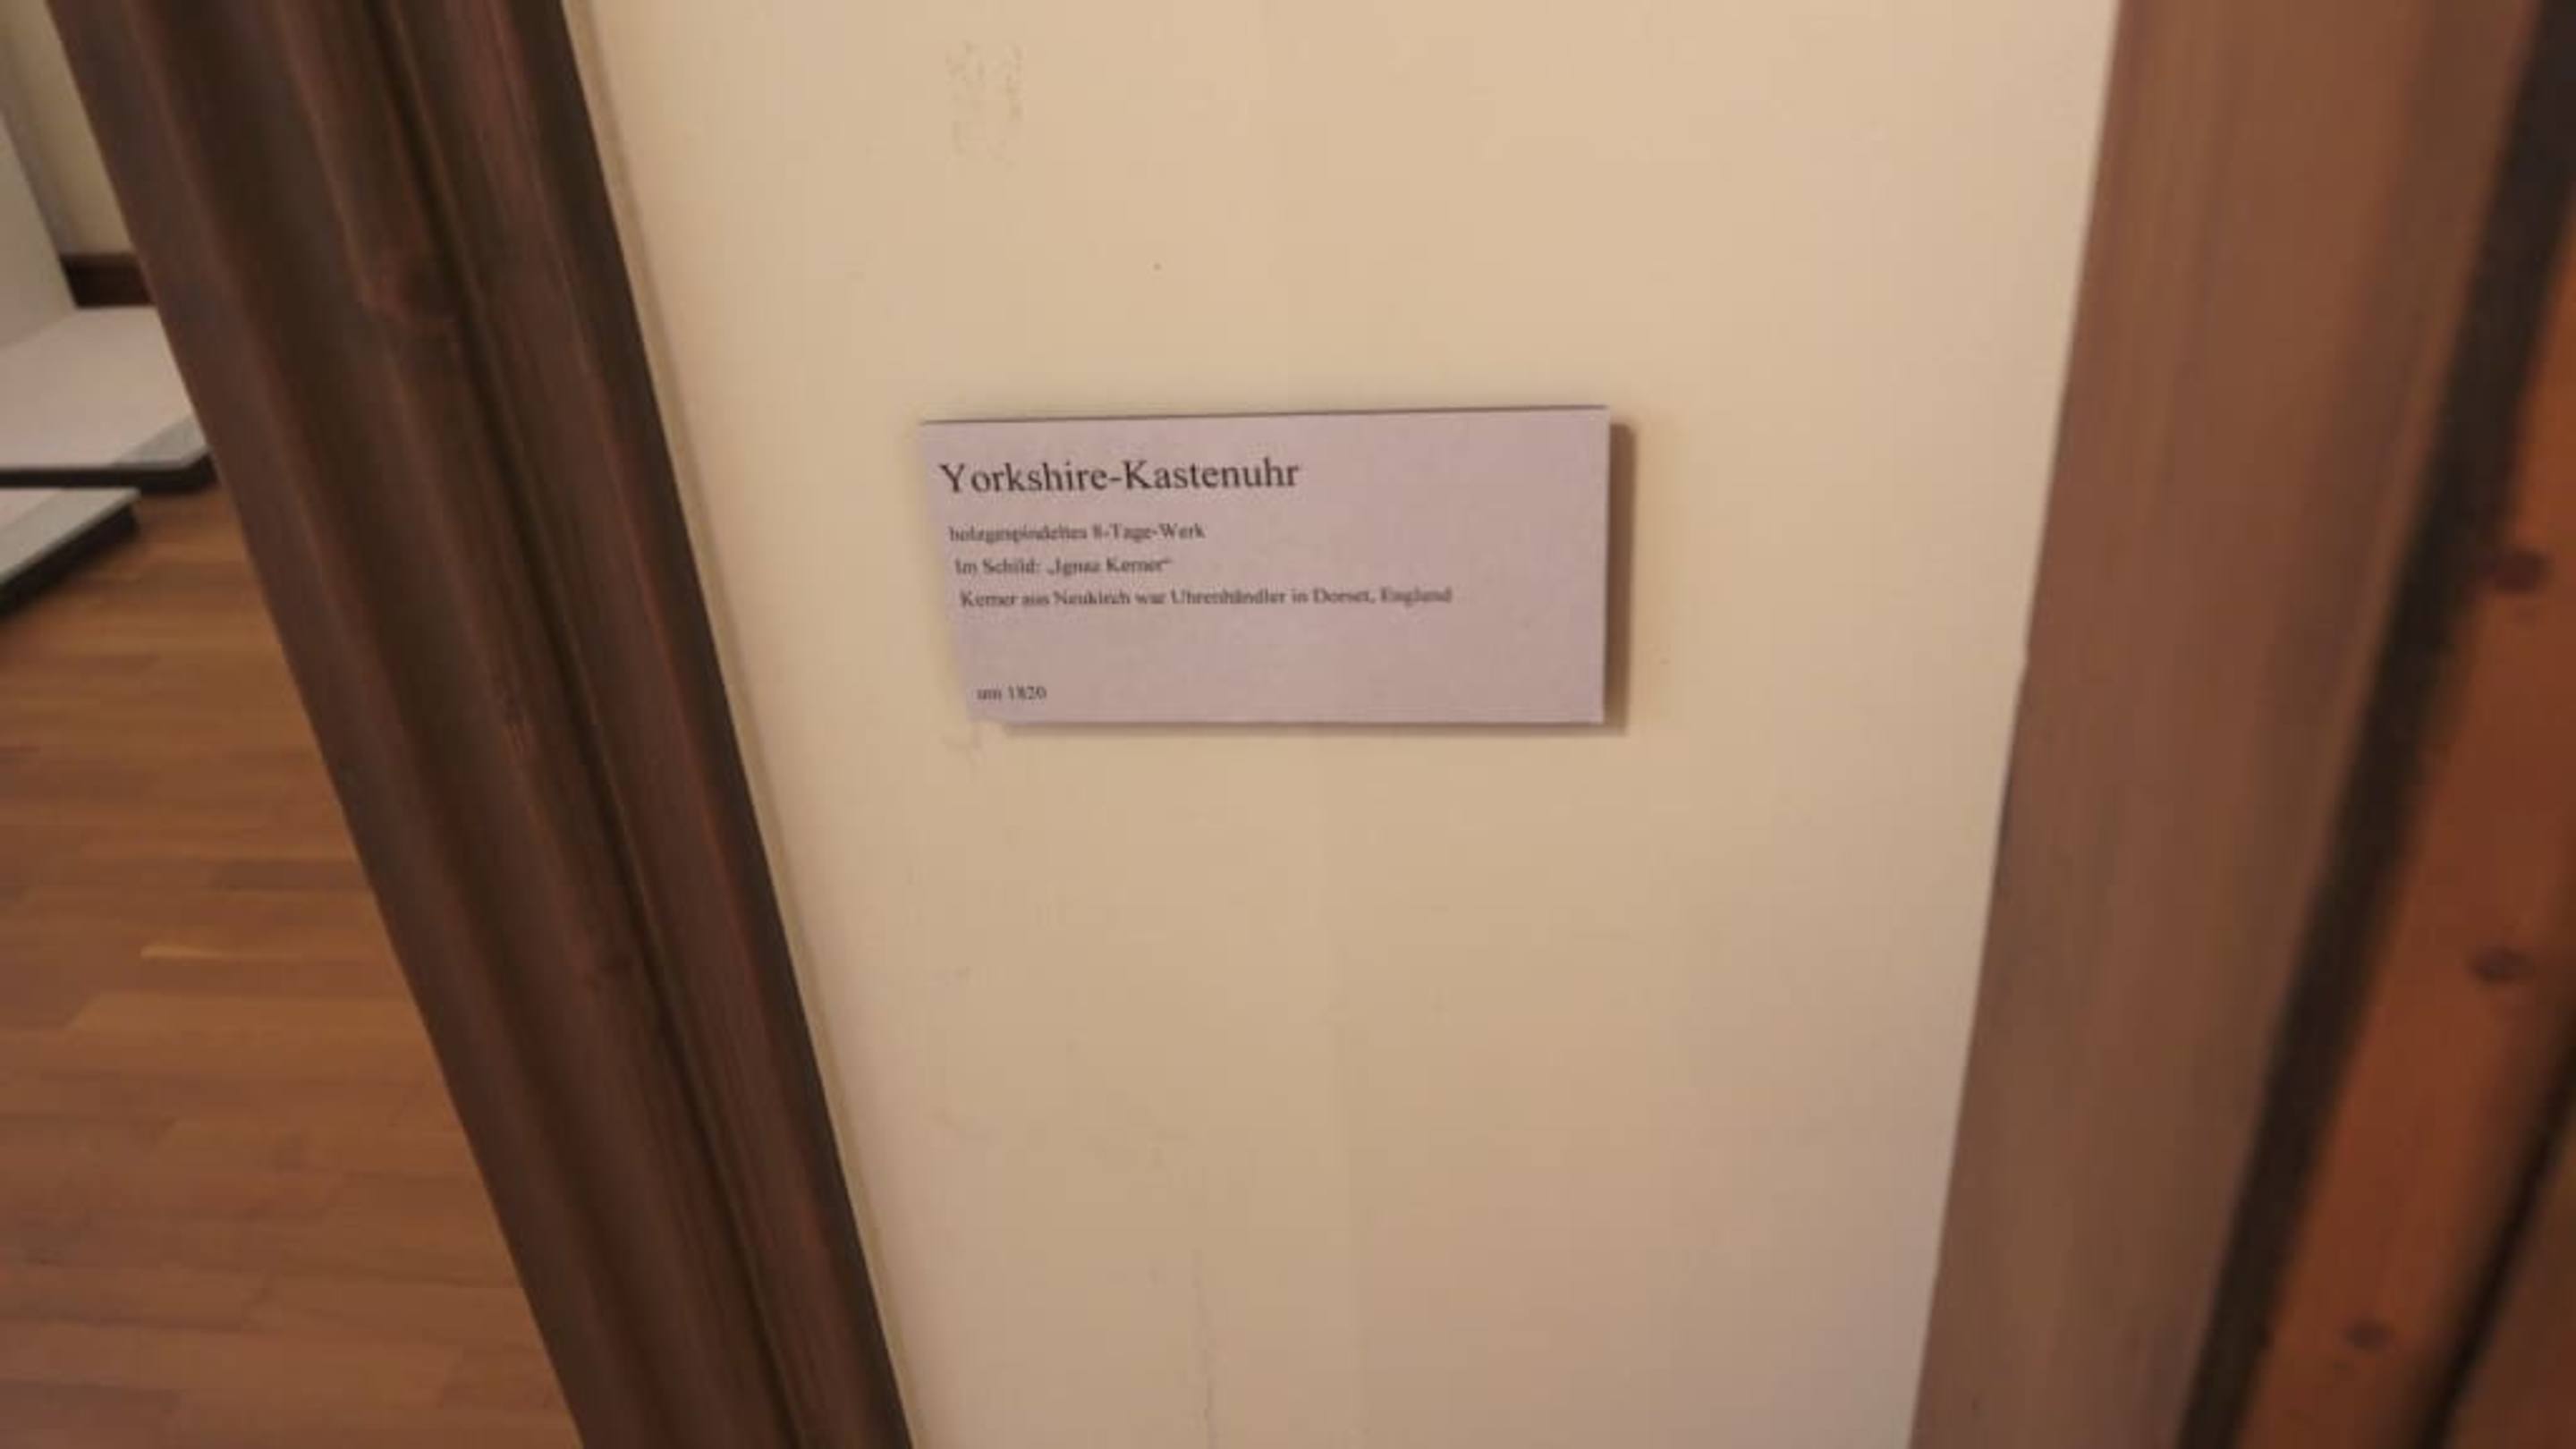 Yorkshire-Kastenuhr
holzgespindeltes 8-Tage-Werk
Im Schild: „Ignaz Kerner“
Kerner aus Neukirch war Uhrenhändler in Dorset, England
um 1820